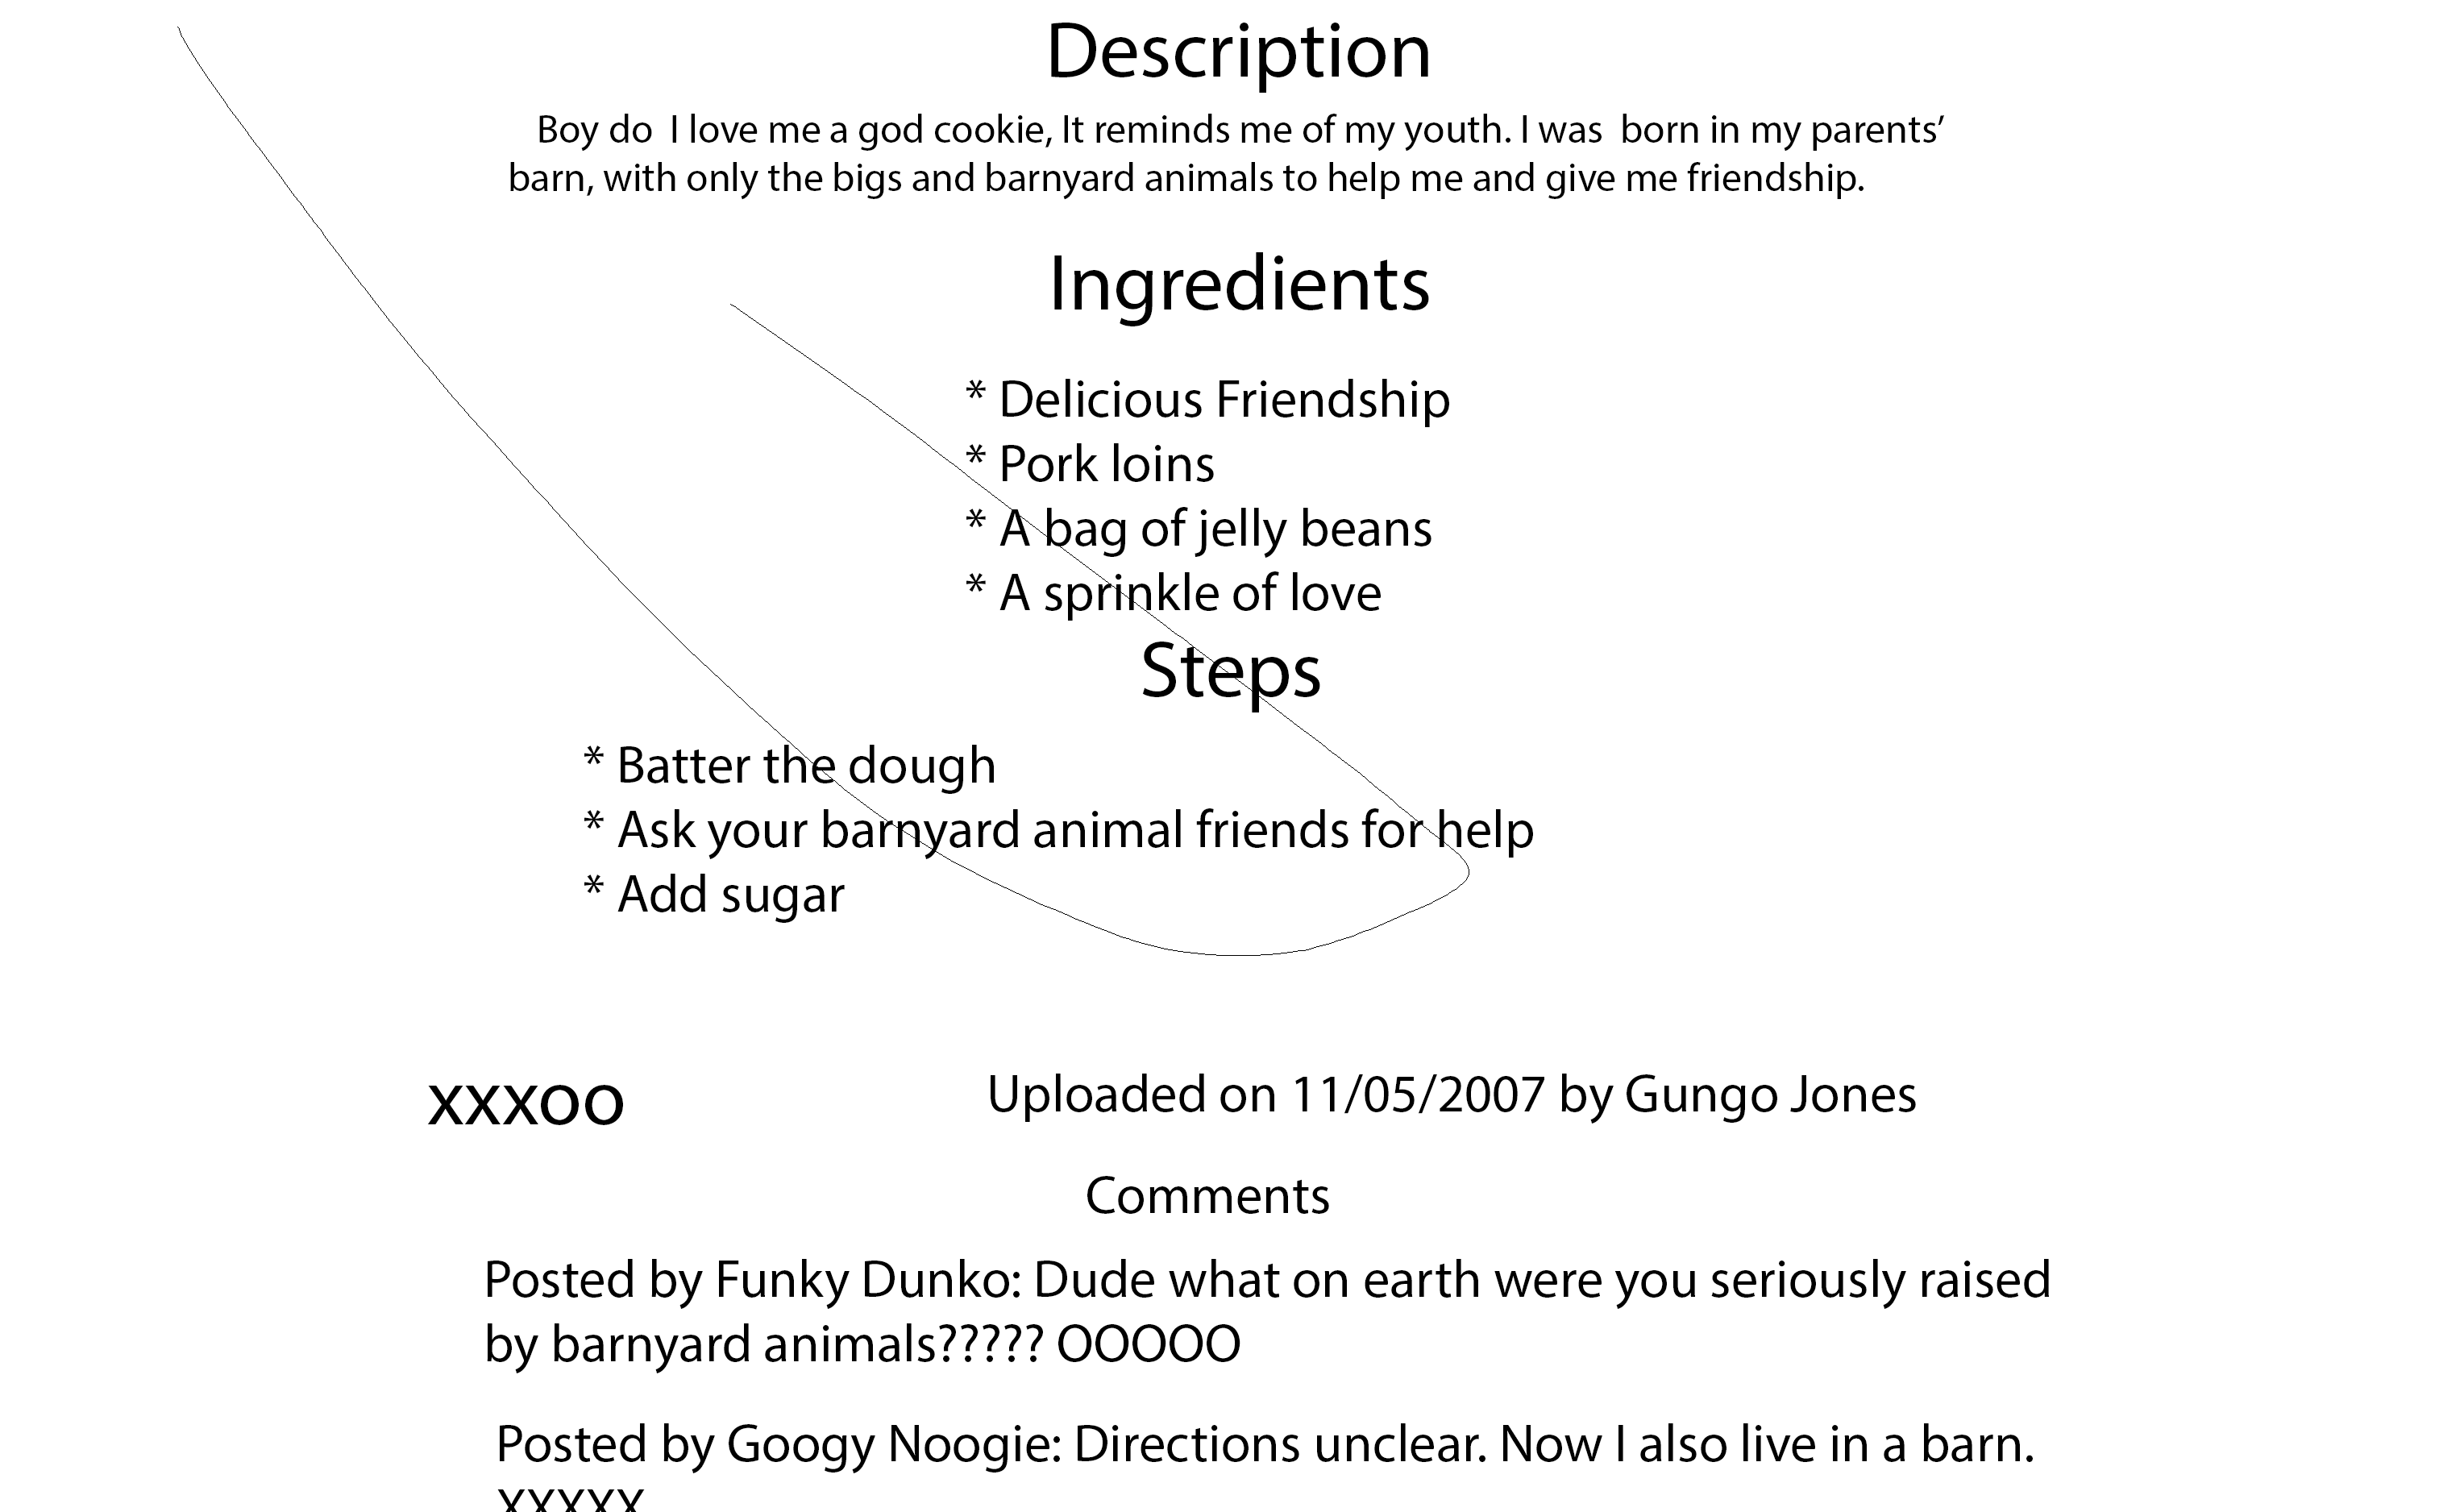 Description
Boy do  I love me a god cookie, It reminds me of my youth. I was  born in my parents’
barn, with only the bigs and barnyard animals to help me and give me friendship.
Ingredients
* Delicious Friendship
* Pork loins
* A bag of jelly beans
* A sprinkle of love
Steps
* Batter the dough
* Ask your barnyard animal friends for help
* Add sugar
xxxoo
Uploaded on 11/05/2007 by Gungo Jones
Comments
Posted by Funky Dunko: Dude what on earth were you seriously raised
by barnyard animals????? OOOOO
Posted by Googy Noogie: Directions unclear. Now I also live in a barn.
XXXXX